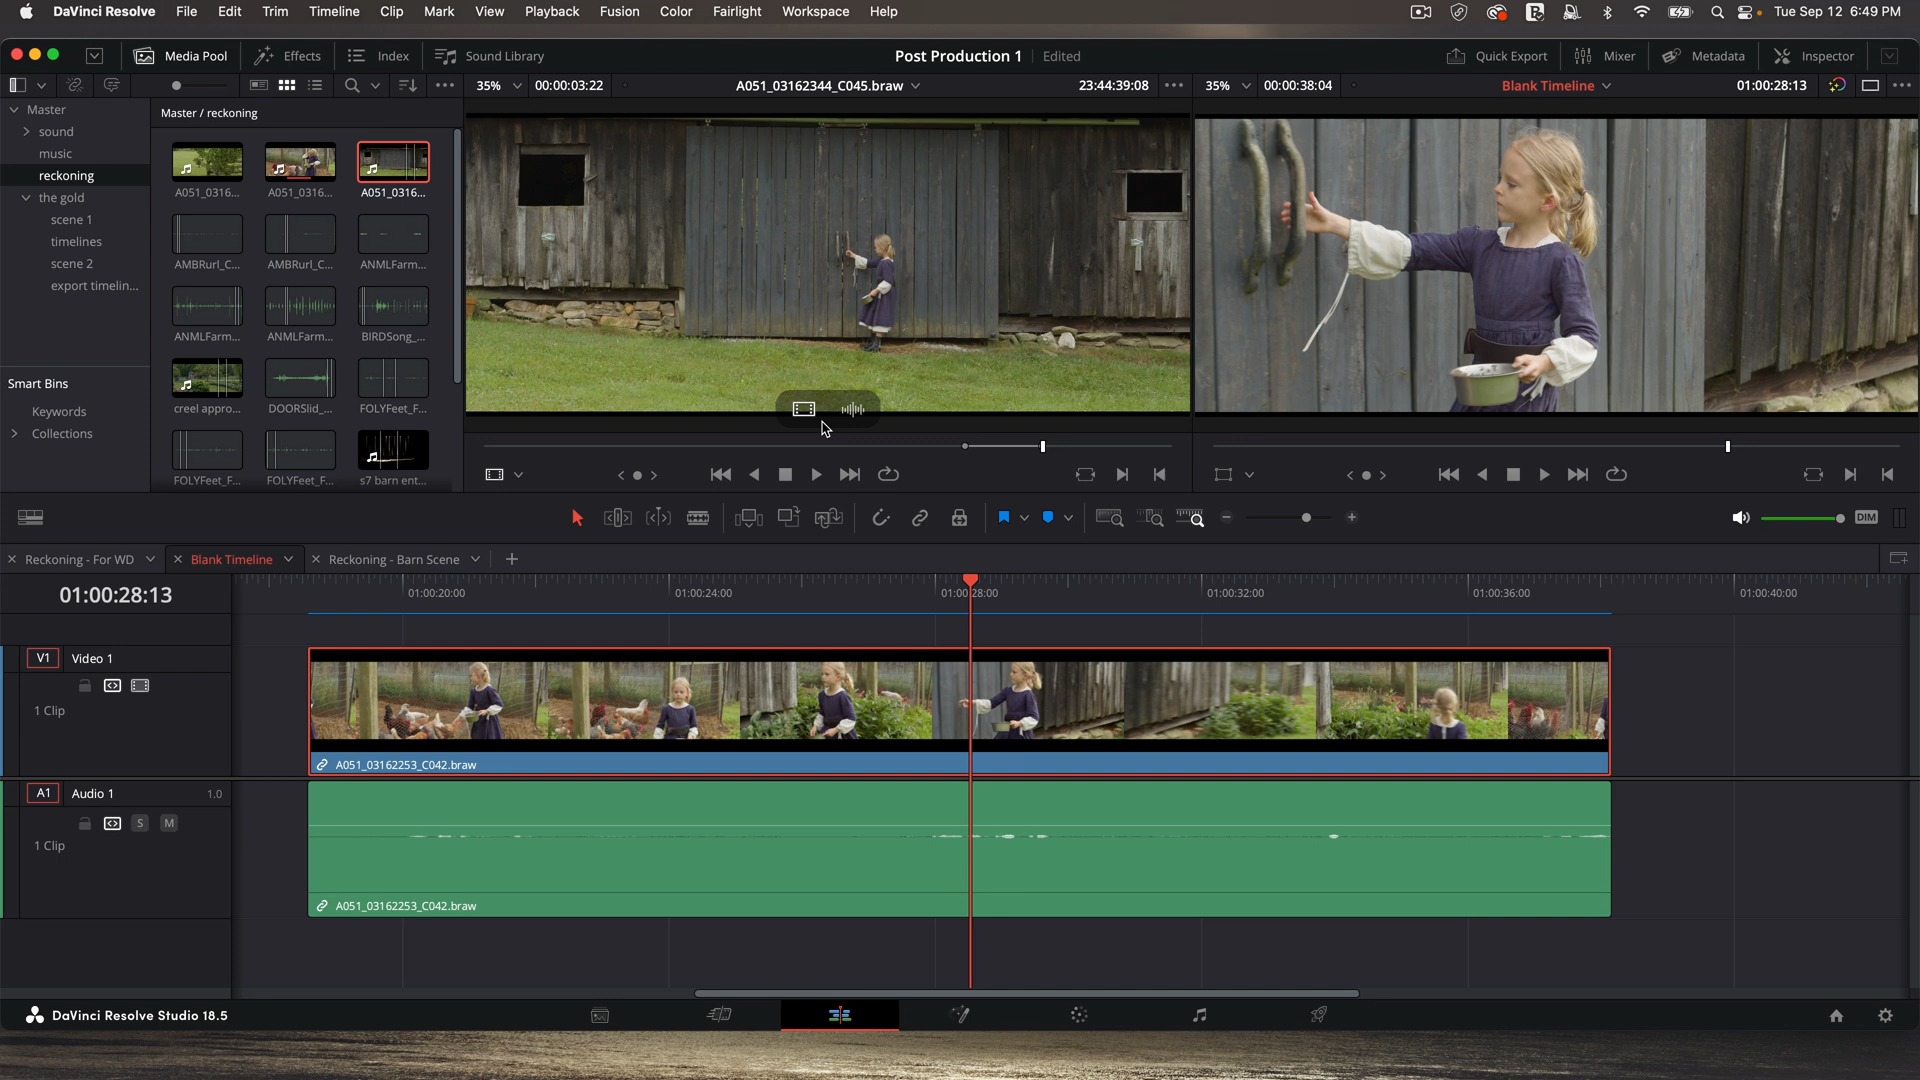 DaVinci Resolve File Edit Trim Timeline Clip Mark View Playback Fusion Color Fairlight Workspace Help Tue Sep 12 6:49 PM
Media Pool Effects Index Sound Library Post Production 1 Edited Quick Export Mixer Metadata Inspector
35% 00:00:03:22 A051_03162344_C045.braw 23:44:39:08 35% 00:00:38:04 Blank Timeline 01:00:28:13
Master
sound
music
reckoning
the gold
scene 1
timelines
scene 2
export timelin...
Smart Bins
Keywords
Collections
Master / reckoning
A051_0316... A051_0316... A051_0316...
AMBRurl_C... AMBRurl_C... ANMLFarm...
ANMLFarm... ANMLFarm... BIRDSong_...
creel appro... DOORSlid_... FOLYFeet_F...
FOLYFeet_F... FOLYFeet_F... s7 barn ent...
DIM
Reckoning - For WD Blank Timeline Reckoning - Barn Scene
01:00:28:13 01:00:20:00 01:00:24:00 01:00:28:00 01:00:32:00 01:00:36:00 01:00:40:00
V1 Video 1
1 Clip
A051_03162253_C042.braw
A1 Audio 1 1.0
S M
1 Clip
A051_03162253_C042.braw
DaVinci Resolve Studio 18.5